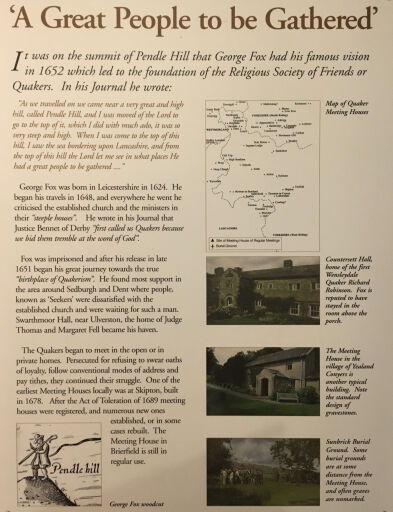 'A Great People to be Gathered'
It was on the summit of Pendle Hill that George Fox had his famous vision
in 1652 which led to the foundation of the Religious Society of Friends or
Quakers. In his Journal he wrote:
"As we travelled on we came near a very great and high
hill, called Pendle Hill, and I was moved of the Lord to
go to the top of it, which I did with much ado, it was so
very steep and high. When I was come to the top of this
hill, I saw the sea bordering upon Lancashire, and from
the top of this hill the Lord let me see in what places He
had a great people to be gathered ...."
George Fox was born in Leicestershire in 1624. He
began his travels in 1648, and everywhere he went he
criticised the established church and the ministers in
their "steeple houses". He wrote in his Journal that
Justice Bennet of Derby "first called us Quakers because
we bid them tremble at the word of God".
Fox was imprisoned and after his release in late
1651 began his great journey towards the true
"birthplace of Quakerism". He found most support in
the area around Sedburgh and Dent where people,
known as 'Seekers' were dissatisfied with the
established church and were waiting for such a man.
Swarthmoor Hall, near Ulverston, the home of Judge
Thomas and Margaret Fell became his haven.
The Quakers began to meet in the open or in
private homes. Persecuted for refusing to swear oaths
of loyalty, follow conventional modes of address and
pay tithes, they continued their struggle. One of the
earliest Meeting Houses locally was at Skipton, built
in 1678. After the Act of Toleration of 1689 meeting
houses were registered, and numerous new ones
established, or in some
cases rebuilt. The
Meeting House in
Brierfield is still in
regular use.
Pendle hill
George Fox woodcut
Map of Quaker
Meeting Houses
WESTMORLAND
YORKSHIRE (North Riding)
LANCASHIRE
YORKSHIRE (West Riding)
Site of Meeting House of Regular Meetings
Burial Ground
Countersett Hall,
home of the first
Wensleydale
Quaker Richard
Robinson. Fox is
reputed to have
stayed in the
room above the
porch.
The Meeting
House in the
village of Yealand
Conyers is
another typical
building. Note
the standard
design of
gravestones.
Sunbrick Burial
Ground. Some
burial grounds
are at some
distance from the
Meeting House,
and often graves
are unmarked.